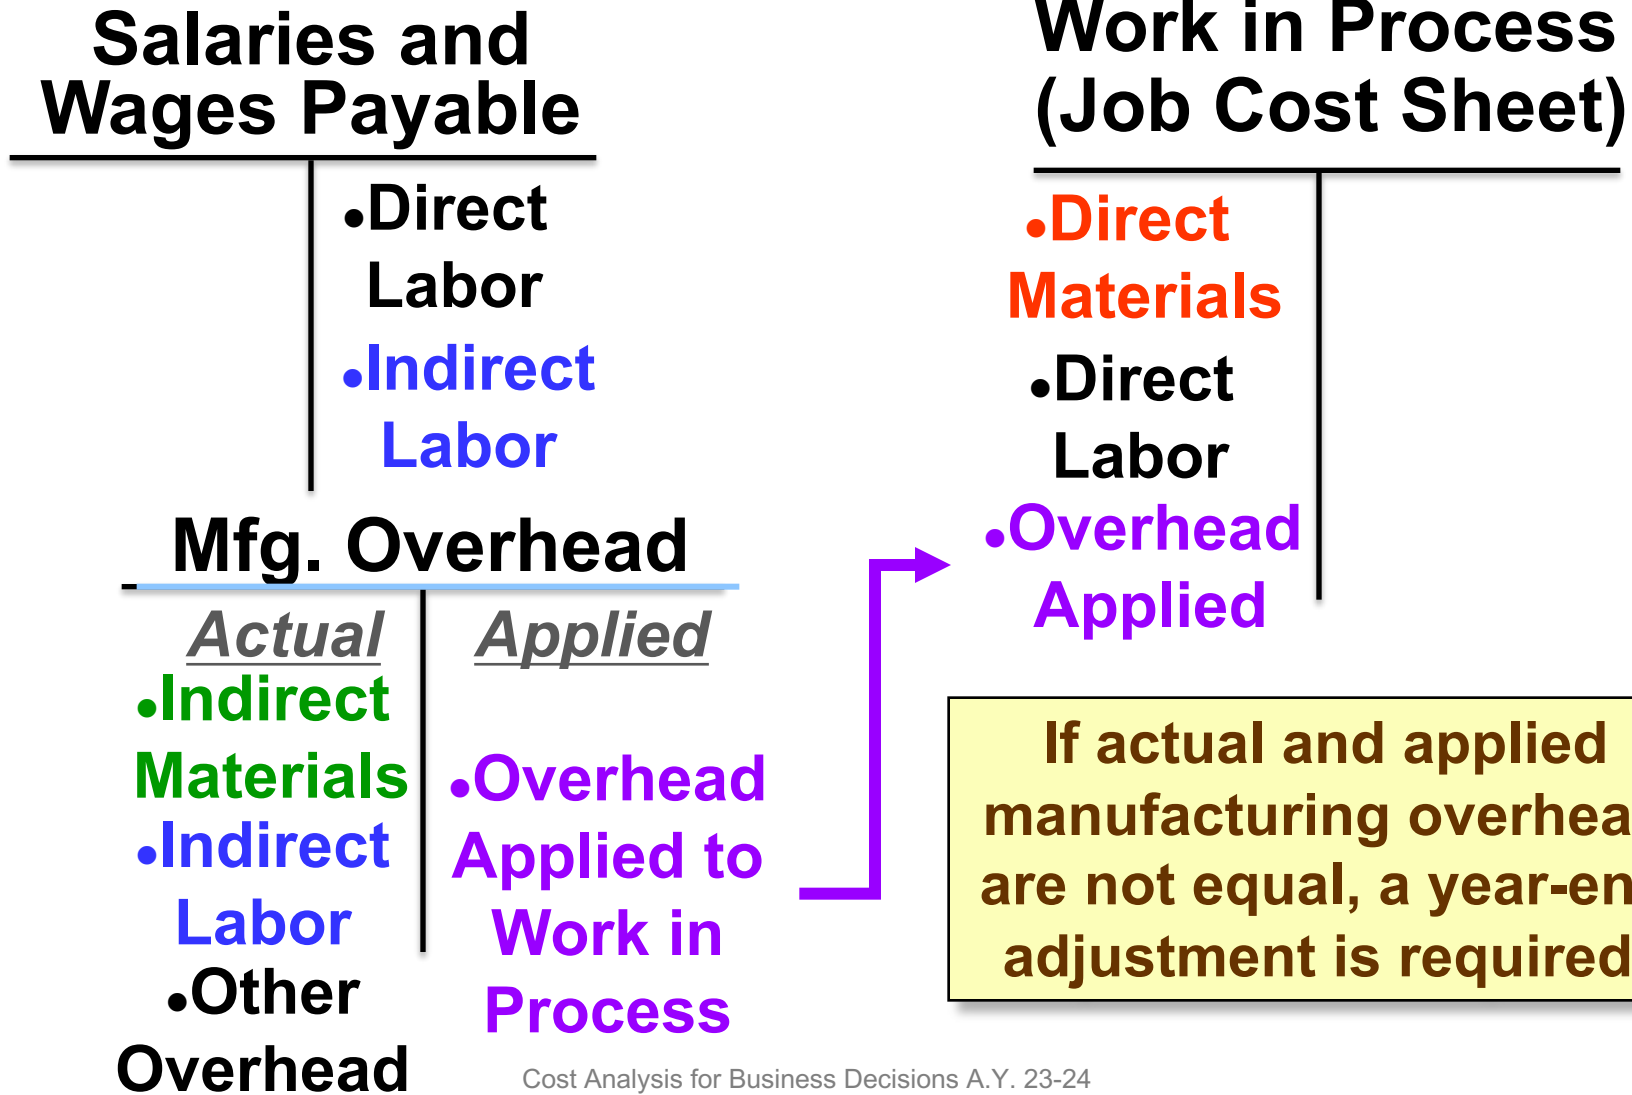 Salaries and
Wages Payable
•Direct
Labor
•Indirect
Labor
Mfg. Overhead
Actual
Applied
•Indirect
Materials
•Indirect
Labor
•Other
Overhead
•Overhead
Applied to
Work in
Process
Work in Process
(Job Cost Sheet)
•Direct
Materials
•Direct
Labor
•Overhead
Applied
If actual and applied
manufacturing overhea
are not equal, a year-en
adjustment is required
Cost Analysis for Business Decisions A.Y. 23-24